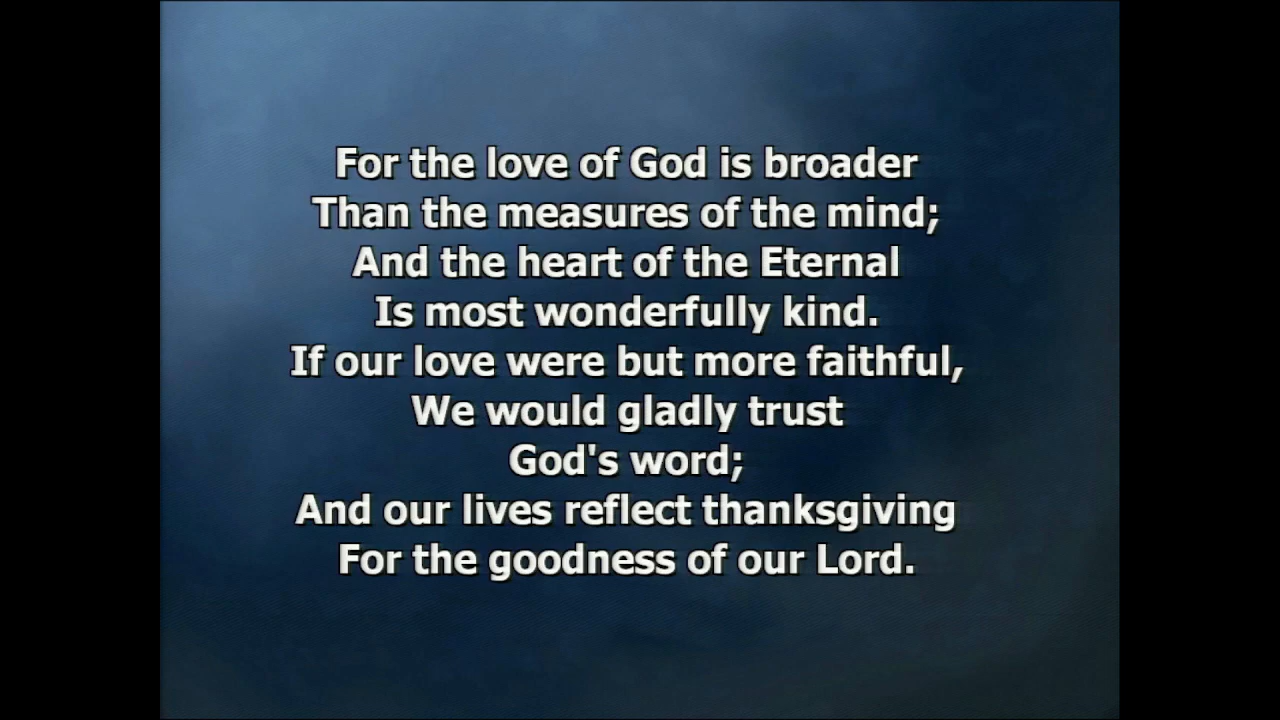 For the love of God is broader
Than the measures of the mind;
And the heart of the Eternal
Is most wonderfully kind.
If our love were but more faithful,
We would gladly trust
God's word;
And our lives reflect thanksgiving
For the goodness of our Lord.